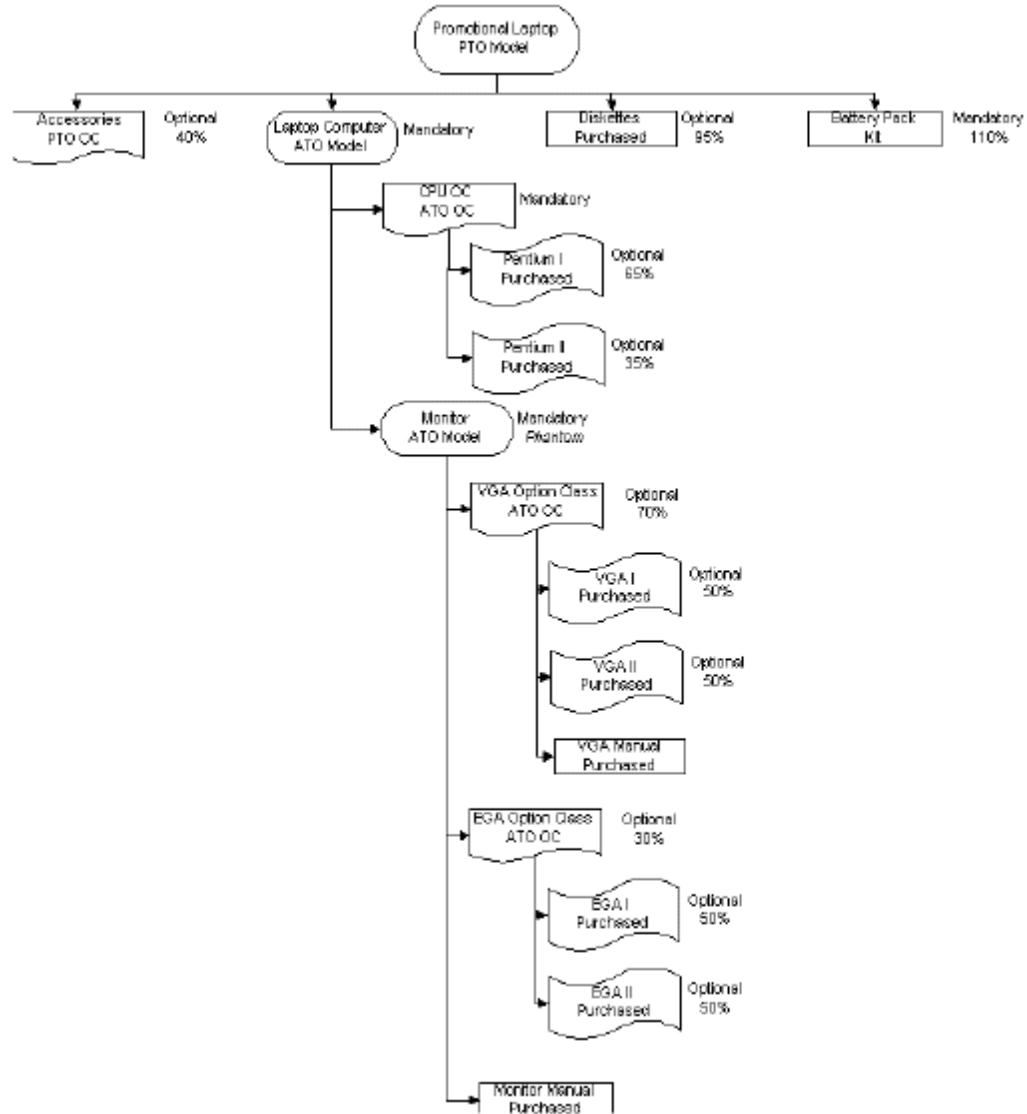 Promotional Laptop
PTO Model
Accessories
PTO OC
Optional
40%
Laptop Computer
ATO Model
Mandatory
Diskettes
Purchased
Optional
95%
Battery Pack
Kit
Mandatory
110%
CPU OC
ATO OC
Mandatory
Pentium I
Purchased
Optional
65%
Pentium II
Purchased
Optional
35%
Monitor
ATO Model
Mandatory
Phantom
VGA Option Class
ATO OC
Optional
70%
VGA I
Purchased
Optional
50%
VGA II
Purchased
Optional
50%
VGA Manual
Purchased
EGA Option Class
ATO OC
Optional
30%
EGA I
Purchased
Optional
50%
EGA II
Purchased
Optional
50%
Monitor Manual
Purchased